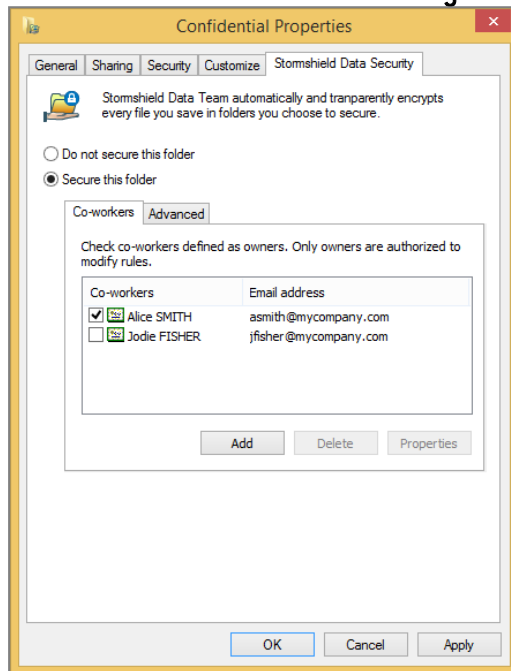 Confidential Properties
General Sharing Security Customize Stormshield Data Security
Stormshield Data Team automatically and tranparently encrypts
every file you save in folders you choose to secure.
Do not secure this folder
Secure this folder
Co-workers Advanced
Check co-workers defined as owners. Only owners are authorized to
modify rules.
Co-workers Email address
Alice SMITH asmith@mycompany.com
Jodie FISHER jfisher@mycompany.com
Add Delete Properties
OK Cancel Apply